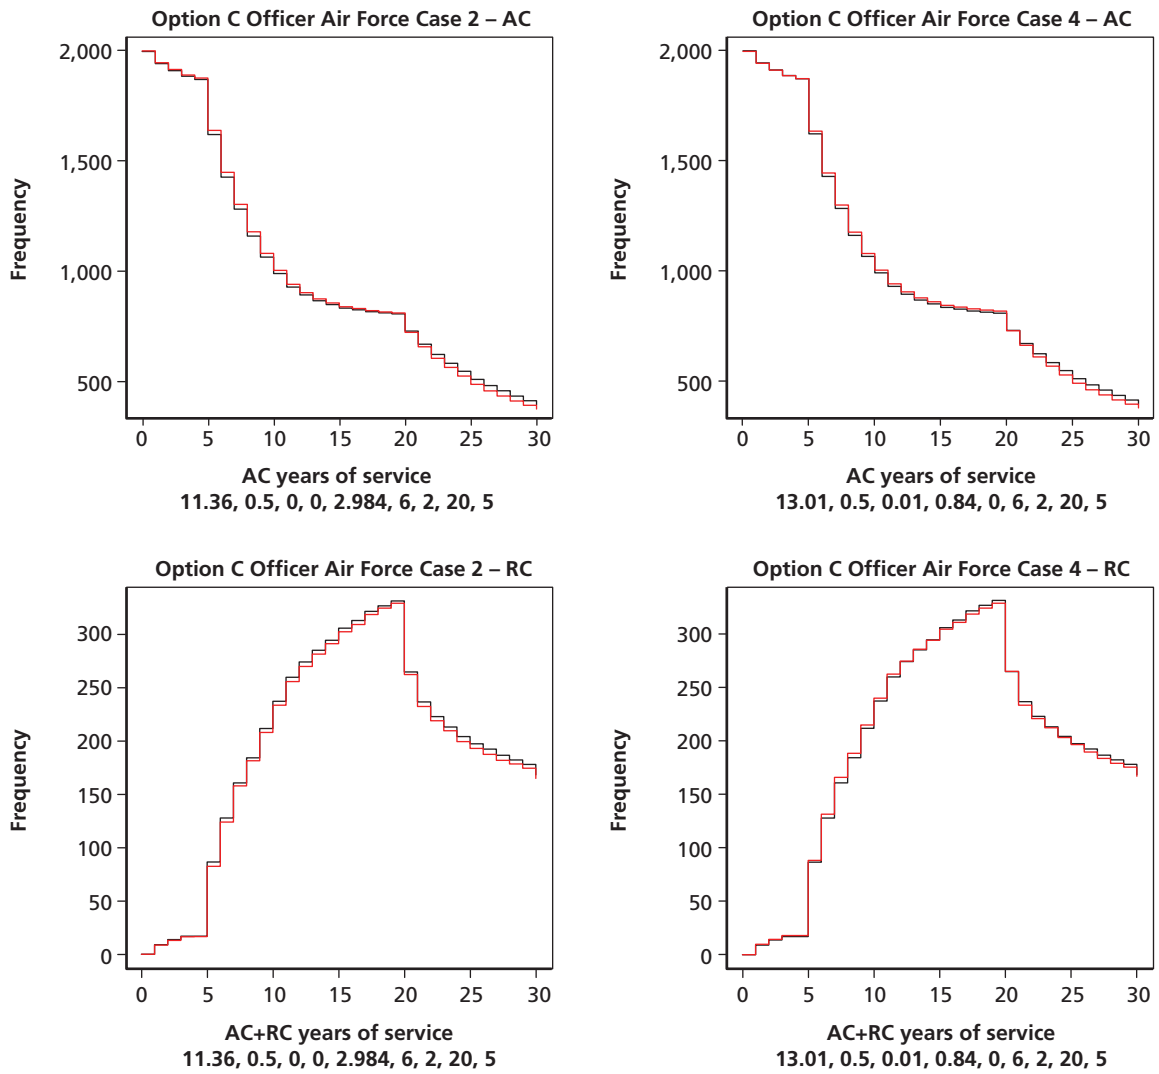 Option C Officer Air Force Case 2 – AC
2,000
1,500
1,000
500
Frequency
0 5 10 15 20 25 30
AC years of service
11.36, 0.5, 0, 0, 2.984, 6, 2, 20, 5
Option C Officer Air Force Case 4 – AC
2,000
1,500
1,000
500
Frequency
0 5 10 15 20 25 30
AC years of service
13.01, 0.5, 0.01, 0.84, 0, 6, 2, 20, 5
Option C Officer Air Force Case 2 – RC
300
250
200
150
100
50
0
Frequency
0 5 10 15 20 25 30
AC+RC years of service
11.36, 0.5, 0, 0, 2.984, 6, 2, 20, 5
Option C Officer Air Force Case 4 – RC
300
250
200
150
100
50
0
Frequency
0 5 10 15 20 25 30
AC+RC years of service
13.01, 0.5, 0.01, 0.84, 0, 6, 2, 20, 5